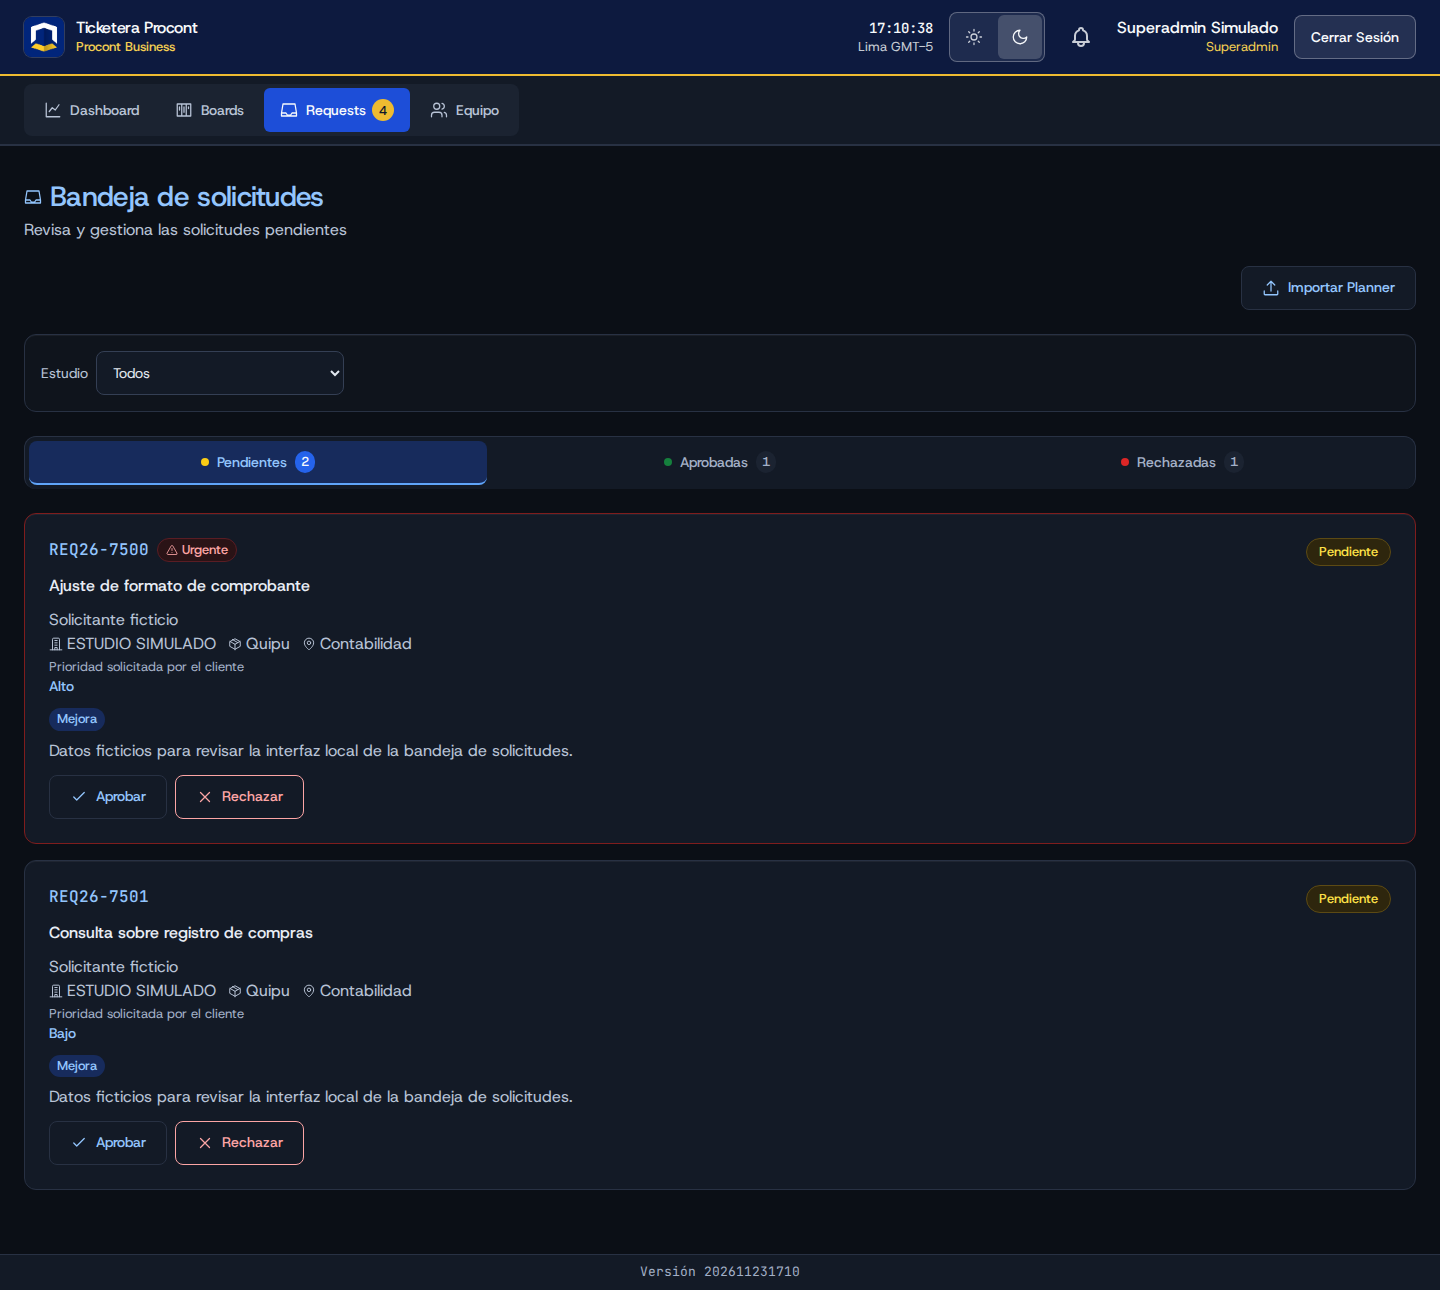 Ticketera Procont
Procont Business
17:10:38
Lima GMT-5
Superadmin Simulado
Superadmin
Cerrar Sesión
Dashboard
Boards
Requests 4
Equipo
Bandeja de solicitudes
Revisa y gestiona las solicitudes pendientes
Importar Planner
Estudio
Todos
Pendientes 2
Aprobadas 1
Rechazadas 1
REQ26-7500
Urgente
Pendiente
Ajuste de formato de comprobante
Solicitante ficticio
ESTUDIO SIMULADO Quipu Contabilidad
Prioridad solicitada por el cliente
Alto
Mejora
Datos ficticios para revisar la interfaz local de la bandeja de solicitudes.
Aprobar
Rechazar
REQ26-7501
Pendiente
Consulta sobre registro de compras
Solicitante ficticio
ESTUDIO SIMULADO Quipu Contabilidad
Prioridad solicitada por el cliente
Bajo
Mejora
Datos ficticios para revisar la interfaz local de la bandeja de solicitudes.
Aprobar
Rechazar
Versión 202611231710